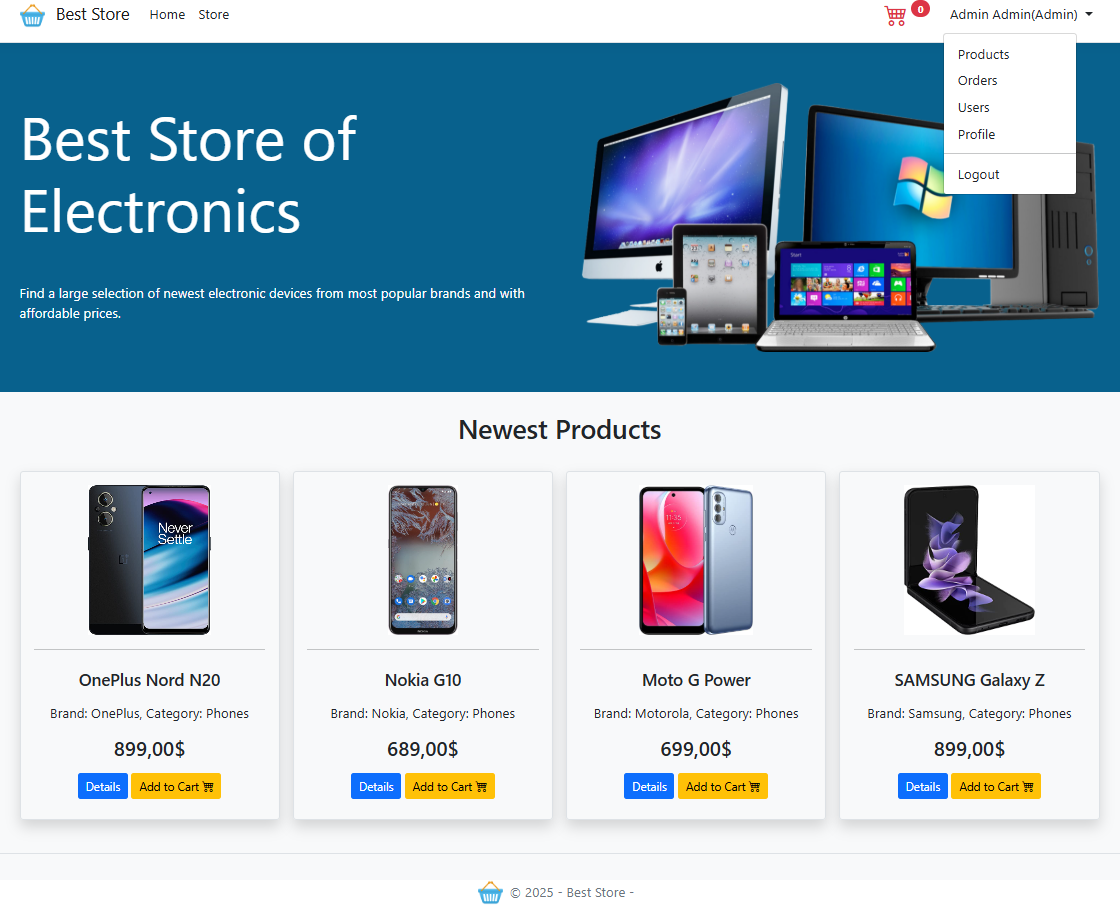 Best Store
Home
Store
0
Admin Admin(Admin)
Products
Orders
Users
Profile
Logout
Best Store of
Electronics
Find a large selection of newest electronic devices from most popular brands and with
affordable prices.
Start
Newest Products
Never
Settle
OnePlus Nord N20
Brand: OnePlus, Category: Phones
899,00$
Details
Add to Cart
Nokia G10
Brand: Nokia, Category: Phones
689,00$
Details
Add to Cart
11:35
Moto G Power
Brand: Motorola, Category: Phones
699,00$
Details
Add to Cart
SAMSUNG Galaxy Z
Brand: Samsung, Category: Phones
899,00$
Details
Add to Cart
© 2025 - Best Store -